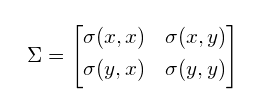 Σ = [σ(x, x) σ(x, y)
σ(y, x) σ(y, y)]